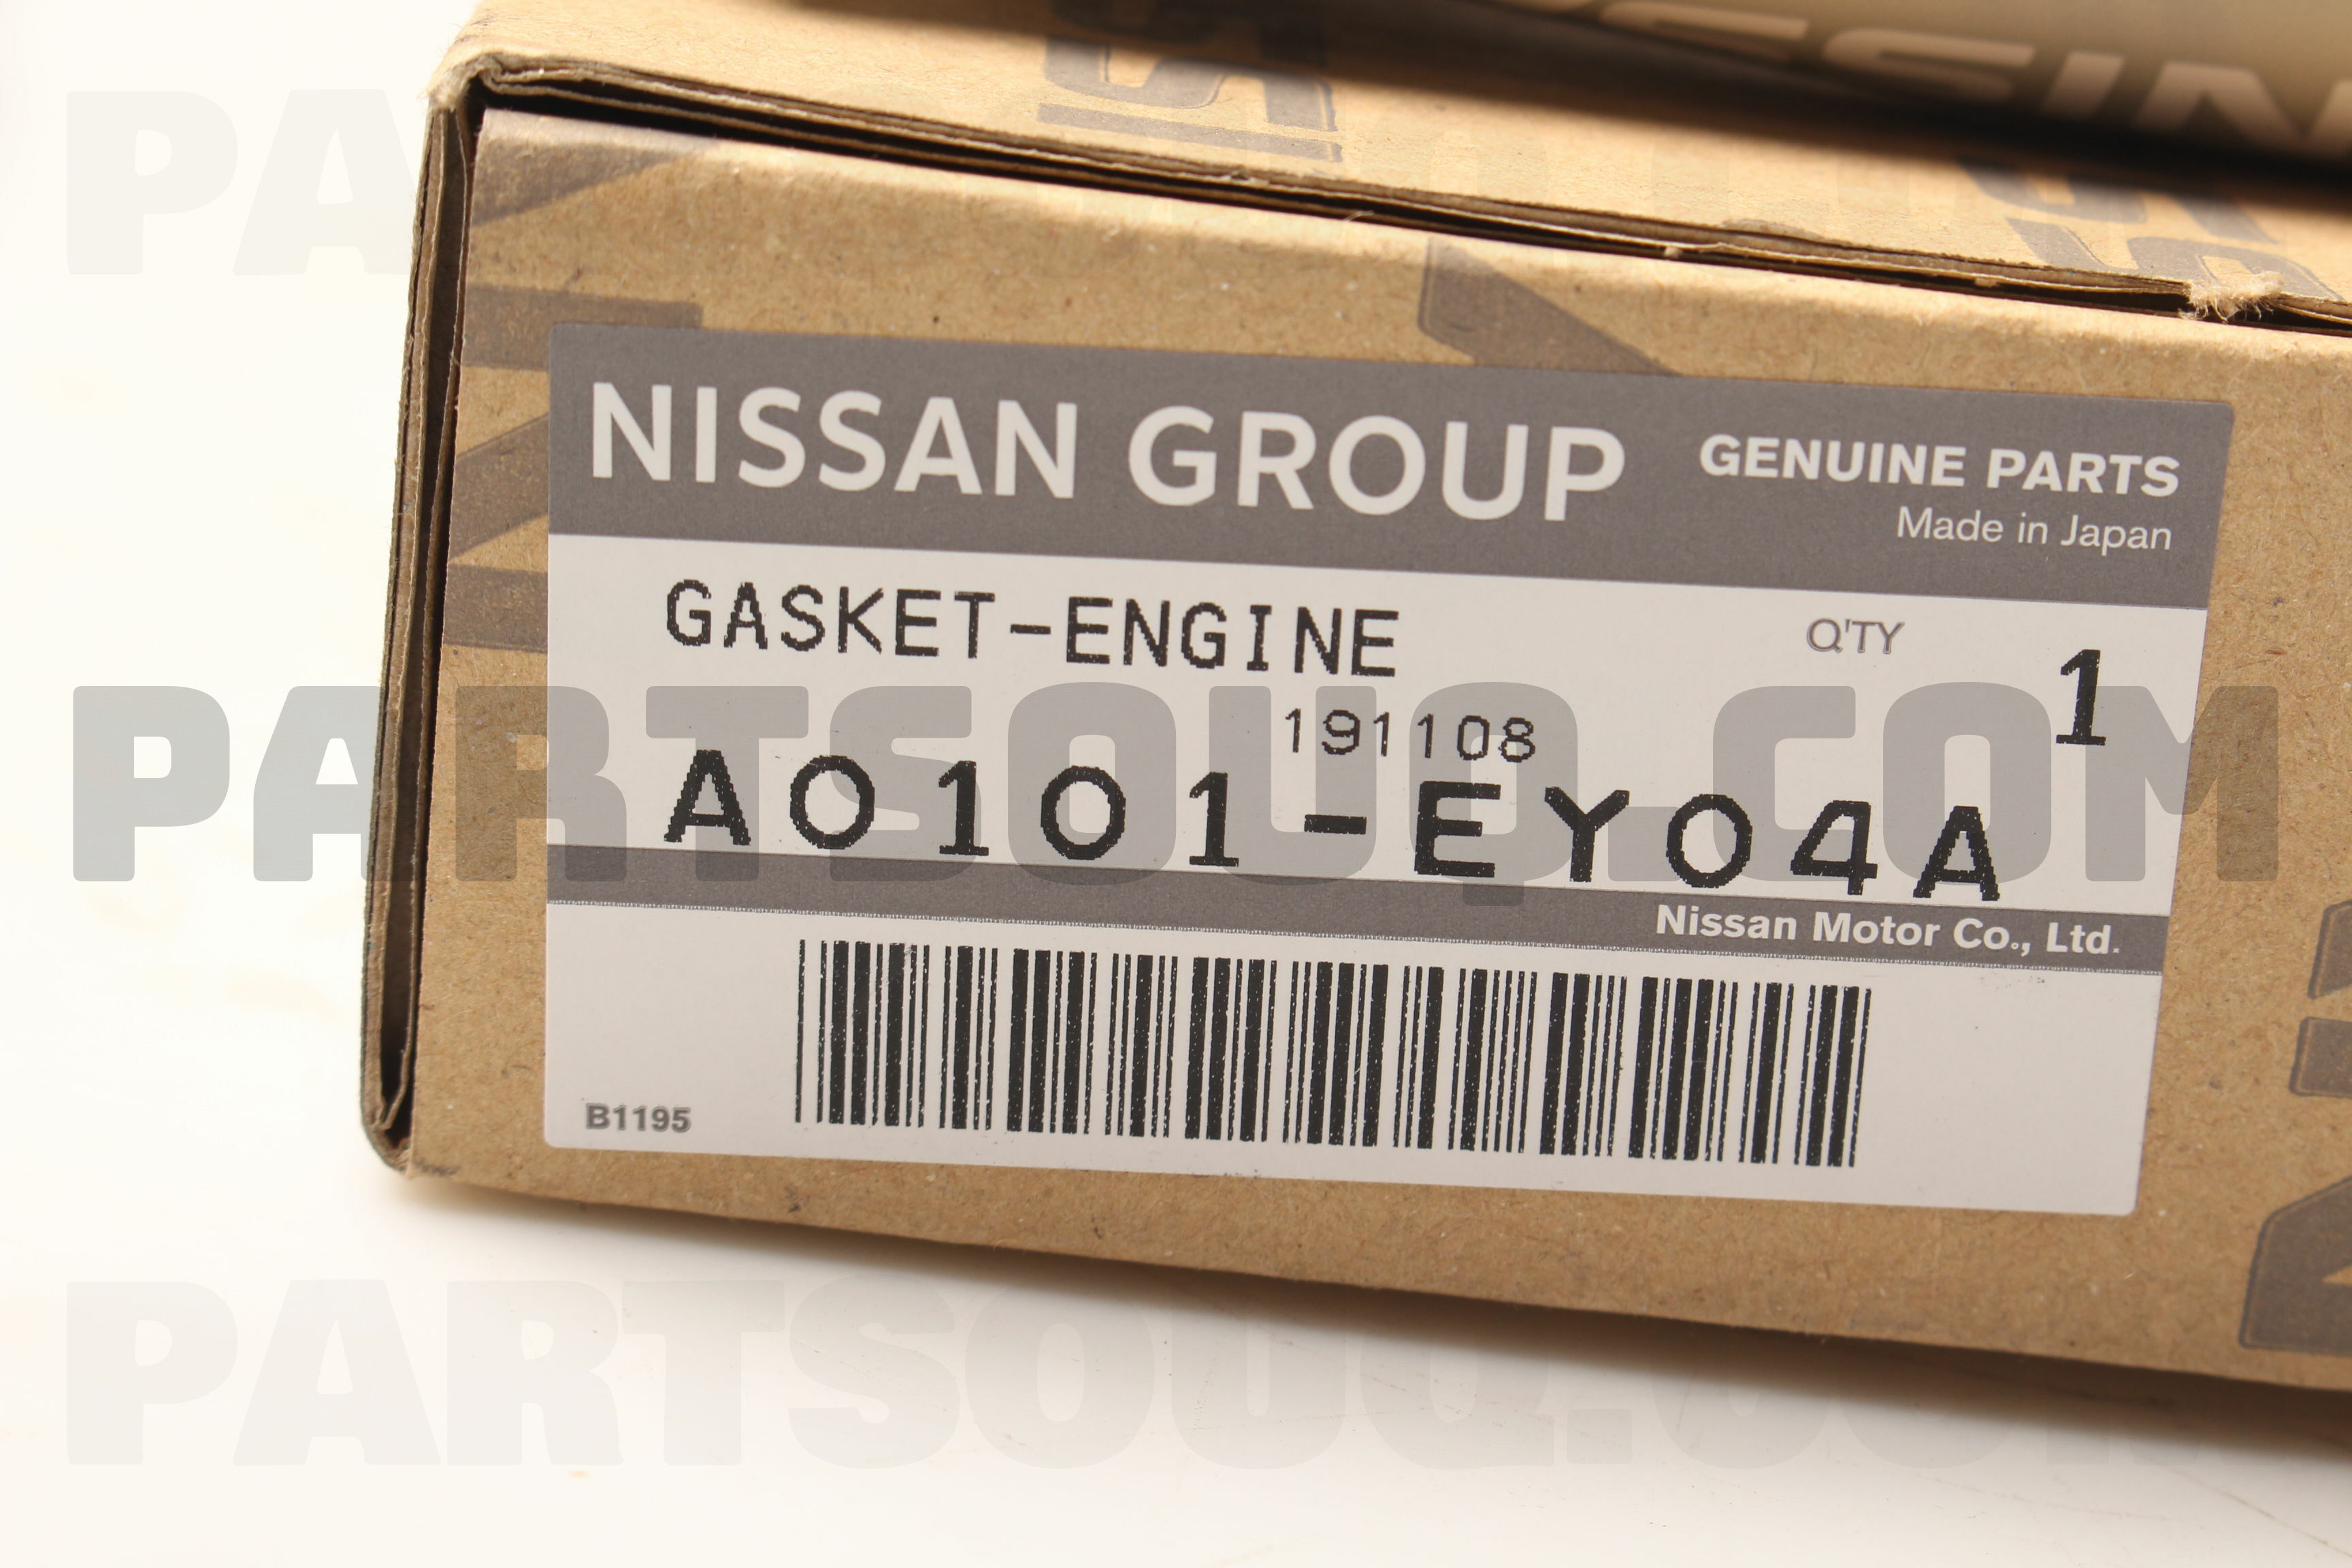 NISSAN GROUP
GENUINE PARTS
Made in Japan
GASKET-ENGINE
Q'TY
1
191108
A0101-EY04A
PARTSOUQ.COM
Nissan Motor Co., Ltd.
B1195
PARTSOUQ.COM